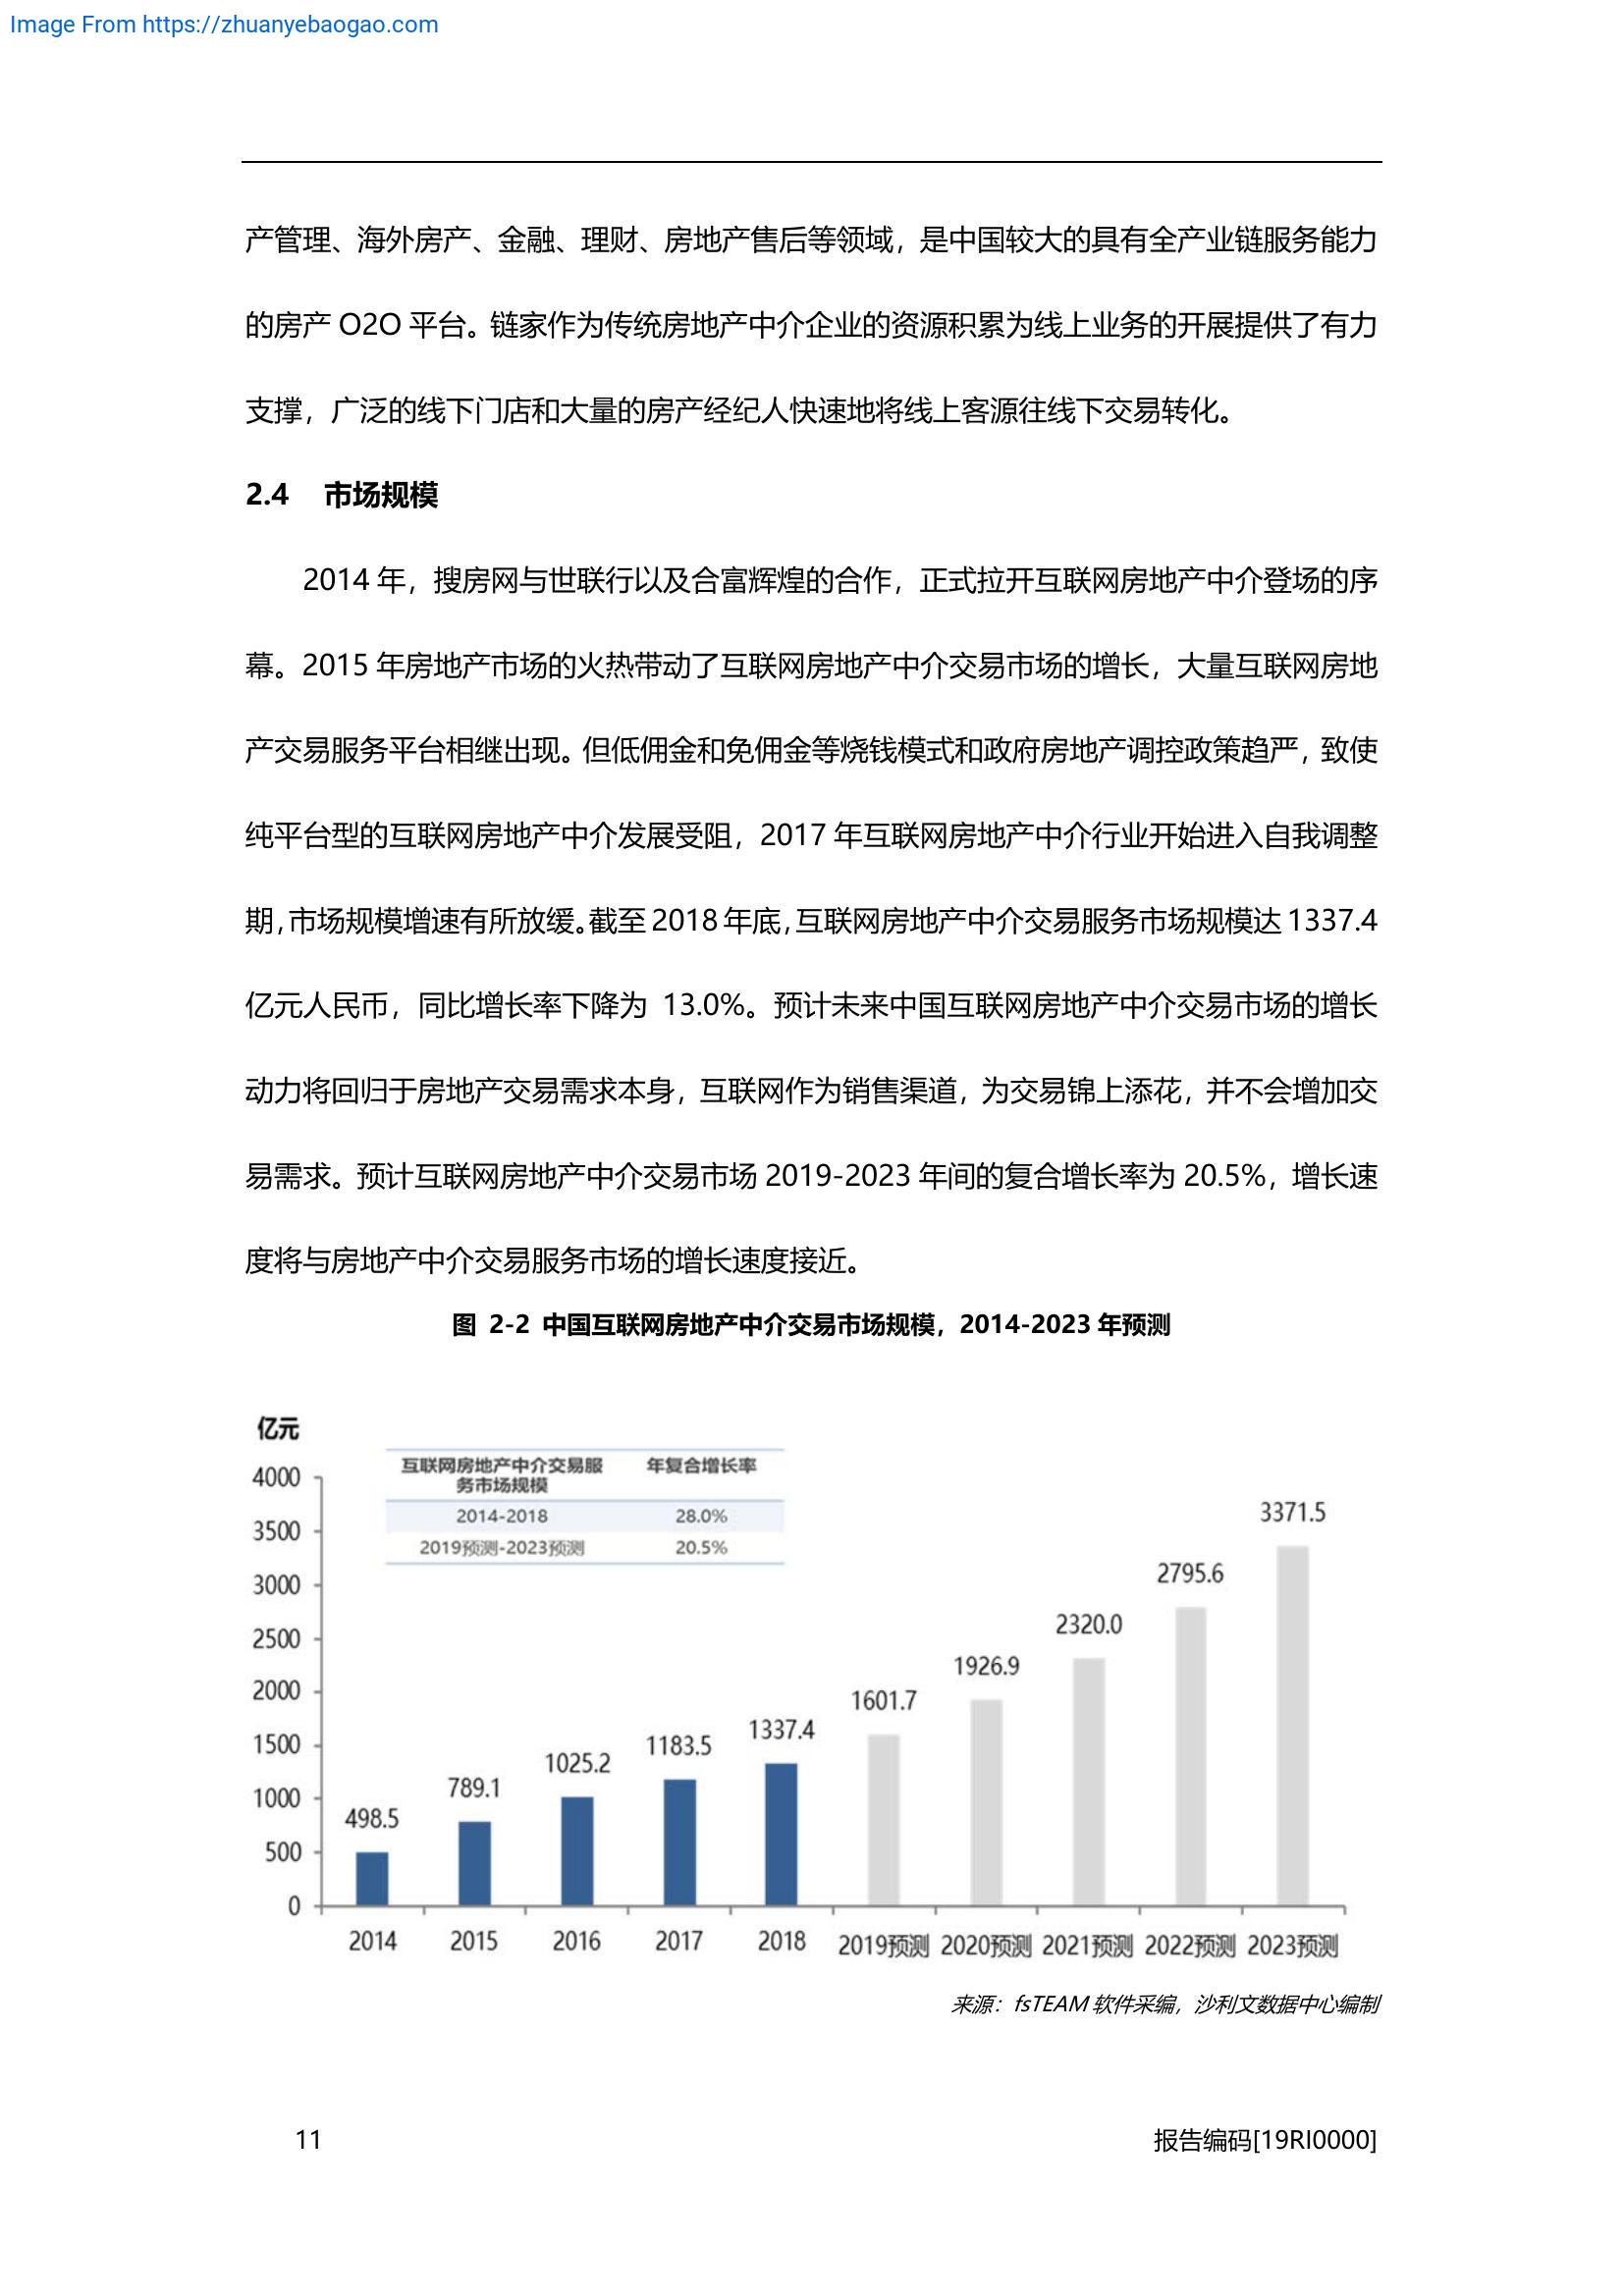 Image From https://zhuanyebaogao.com
产管理、海外房产、金融、理财、房地产售后等领域，是中国较大的具有全产业链服务能力
的房产 O2O 平台。链家作为传统房地产中介企业的资源积累为线上业务的开展提供了有力
支撑，广泛的线下门店和大量的房产经纪人快速地将线上客源往线下交易转化。
2.4 市场规模
2014 年，搜房网与世联行以及合富辉煌的合作，正式拉开互联网房地产中介登场的序
幕。2015 年房地产市场的火热带动了互联网房地产中介交易市场的增长，大量互联网房地
产交易服务平台相继出现。但低佣金和免佣金等烧钱模式和政府房地产调控政策趋严，致使
纯平台型的互联网房地产中介发展受阻，2017 年互联网房地产中介行业开始进入自我调整
期，市场规模增速有所放缓。截至 2018 年底，互联网房地产中介交易服务市场规模达 1337.4
亿元人民币，同比增长率下降为 13.0%。预计未来中国互联网房地产中介交易市场的增长
动力将回归于房地产交易需求本身，互联网作为销售渠道，为交易锦上添花，并不会增加交
易需求。预计互联网房地产中介交易市场 2019-2023 年间的复合增长率为 20.5%，增长速
度将与房地产中介交易服务市场的增长速度接近。
图 2-2 中国互联网房地产中介交易市场规模，2014-2023 年预测
亿元
互联网房地产中介交易服 年复合增长率
务市场规模
2014-2018 28.0%
2019预测-2023预测 20.5%
4000
3500
3000
2500
2000
1500
1000
500
0
498.5
789.1
1025.2
1183.5
1337.4
1601.7
1926.9
2320.0
2795.6
3371.5
2014 2015 2016 2017 2018 2019预测 2020预测 2021预测 2022预测 2023预测
来源：fsTEAM 软件采编，沙利文数据中心编制
11 报告编码[19RI0000]